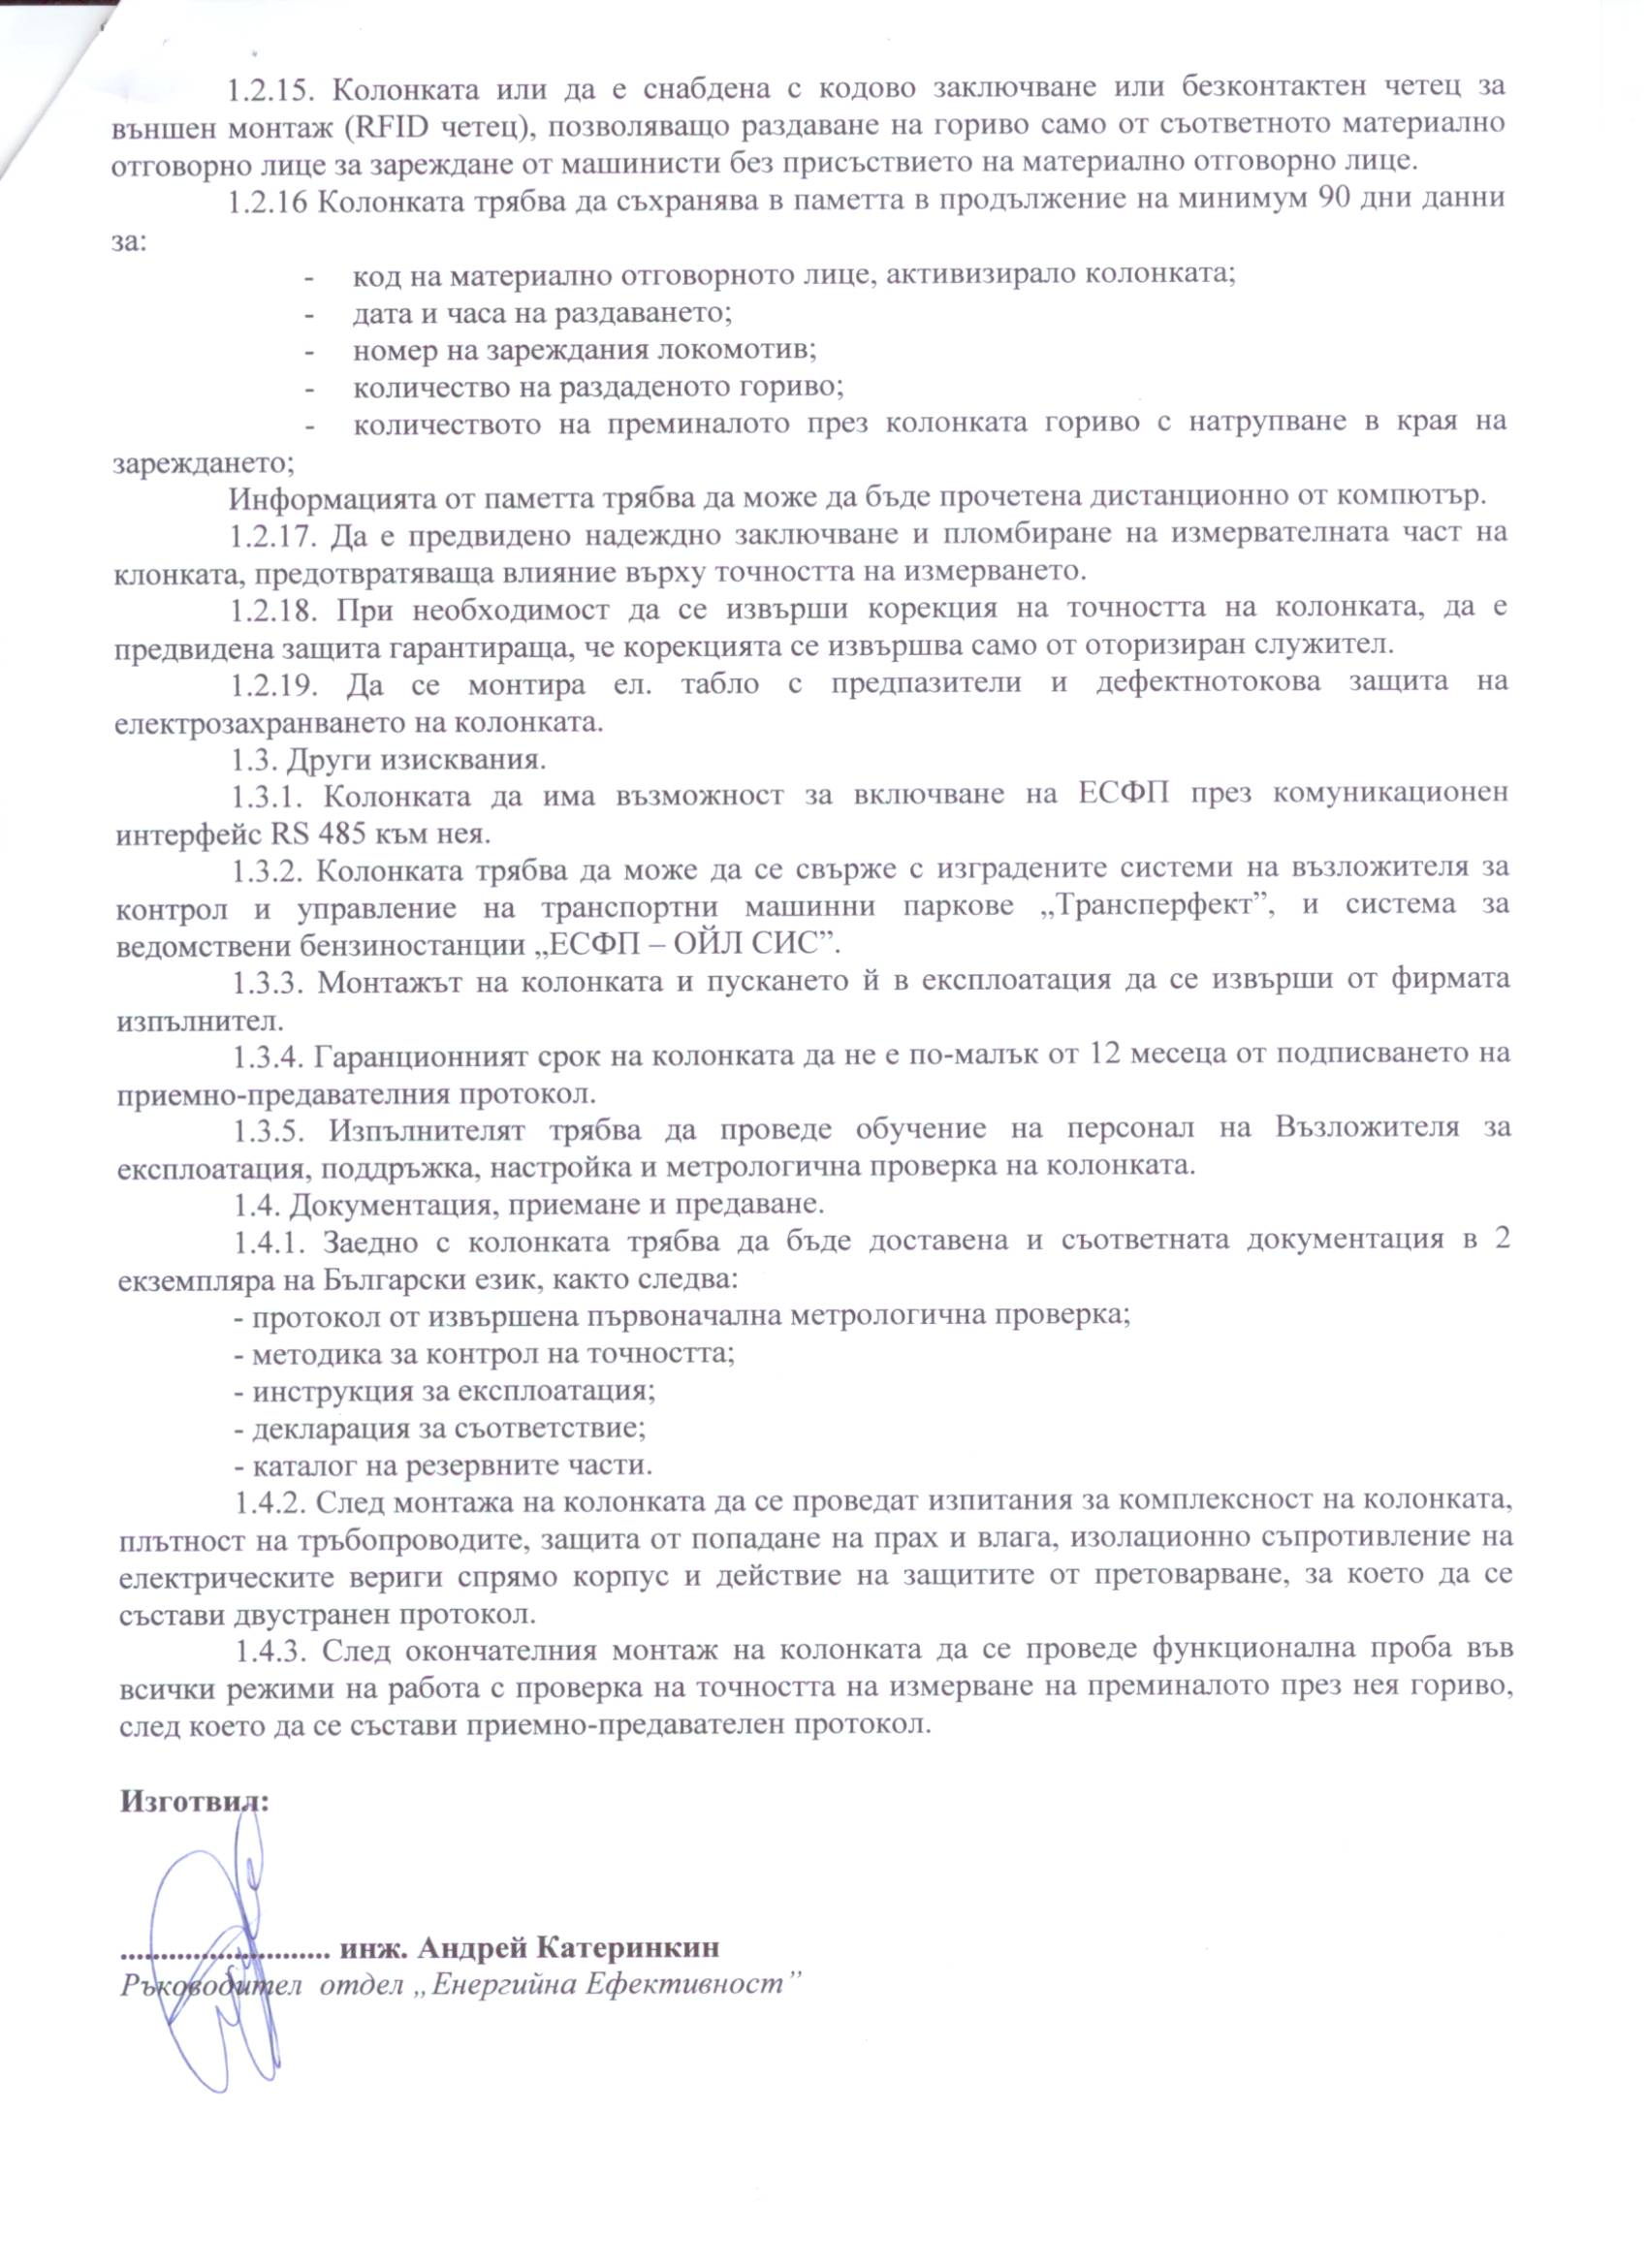 1.2.15. Колонката или да е снабдена с кодово заключване или безконтактен четец за
външен монтаж (RFID четец), позволяващо раздаване на гориво само от съответното материално
отговорно лице за зареждане от машинисти без присъствието на материално отговорно лице.
1.2.16 Колонката трябва да съхранява в паметта в продължение на минимум 90 дни данни
за:
- код на материално отговорното лице, активизирало колонката;
- дата и часа на раздаването;
- номер на зареждания локомотив;
- количество на раздаденото гориво;
- количеството на преминалото през колонката гориво с натрупване в края на
зареждането;
Информацията от паметта трябва да може да бъде прочетена дистанционно от компютър.
1.2.17. Да е предвидено надеждно заключване и пломбиране на измервателната част на
клонката, предотвратяваща влияние върху точността на измерването.
1.2.18. При необходимост да се извърши корекция на точността на колонката, да е
предвидена защита гарантираща, че корекцията се извършва само от оторизиран служител.
1.2.19. Да се монтира ел. табло с предпазители и дефектнотокова защита на
електрозахранването на колонката.
1.3. Други изисквания.
1.3.1. Колонката да има възможност за включване на ЕСФП през комуникационен
интерфейс RS 485 към нея.
1.3.2. Колонката трябва да може да се свърже с изградените системи на възложителя за
контрол и управление на транспортни машинни паркове „Трансперфект”, и система за
ведомствени бензиностанции „ЕСФП – ОЙЛ СИС”.
1.3.3. Монтажът на колонката и пускането й в експлоатация да се извърши от фирмата
изпълнител.
1.3.4. Гаранционният срок на колонката да не е по-малък от 12 месеца от подписването на
приемно-предавателния протокол.
1.3.5. Изпълнителят трябва да проведе обучение на персонал на Възложителя за
експлоатация, поддръжка, настройка и метрологична проверка на колонката.
1.4. Документация, приемане и предаване.
1.4.1. Заедно с колонката трябва да бъде доставена и съответната документация в 2
екземпляра на Български език, както следва:
- протокол от извършена първоначална метрологична проверка;
- методика за контрол на точността;
- инструкция за експлоатация;
- декларация за съответствие;
- каталог на резервните части.
1.4.2. След монтажа на колонката да се проведат изпитания за комплексност на колонката,
плътност на тръбопроводите, защита от попадане на прах и влага, изолационно съпротивление на
електрическите вериги спрямо корпус и действие на защитите от претоварване, за което да се
състави двустранен протокол.
1.4.3. След окончателния монтаж на колонката да се проведе функционална проба във
всички режими на работа с проверка на точността на измерване на преминалото през нея гориво,
след което да се състави приемно-предавателен протокол.
Изготвил:
.......................... инж. Андрей Катеринкин
Ръководител отдел „Енергийна Ефективност”